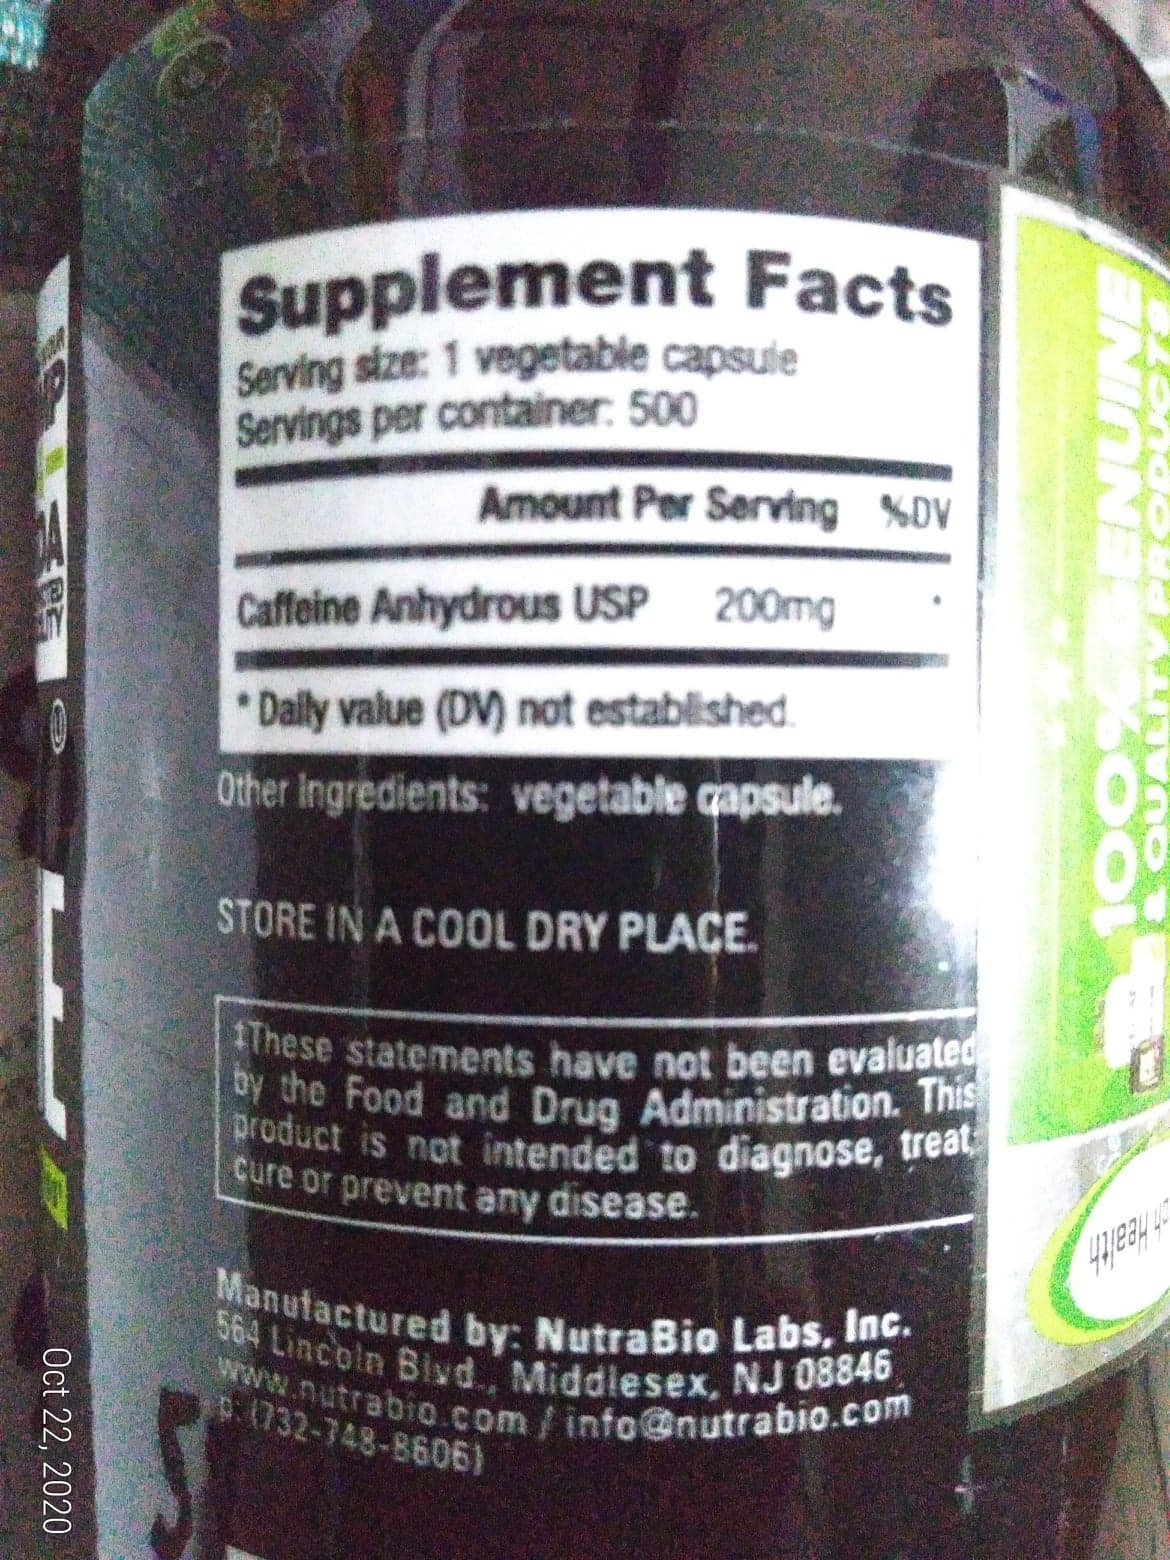 Supplement Facts
Serving size: 1 vegetable capsule
Servings per container: 500
Amount Per Serving %DV
Caffeine Anhydrous USP 200mg *
* Daily value (DV) not established.
Other Ingredients: vegetable capsule.
STORE IN A COOL DRY PLACE.
‡These statements have not been evaluated
by the Food and Drug Administration. This
product is not intended to diagnose, treat,
cure or prevent any disease.
Manufactured by: NutraBio Labs, Inc.
564 Lincoln Blvd., Middlesex, NJ 08846
www.nutrabio.com / info@nutrabio.com
p: (732-748-8606)
100% GENUINE
& QUALITY PRODUCTS
Health
Oct 22, 2020